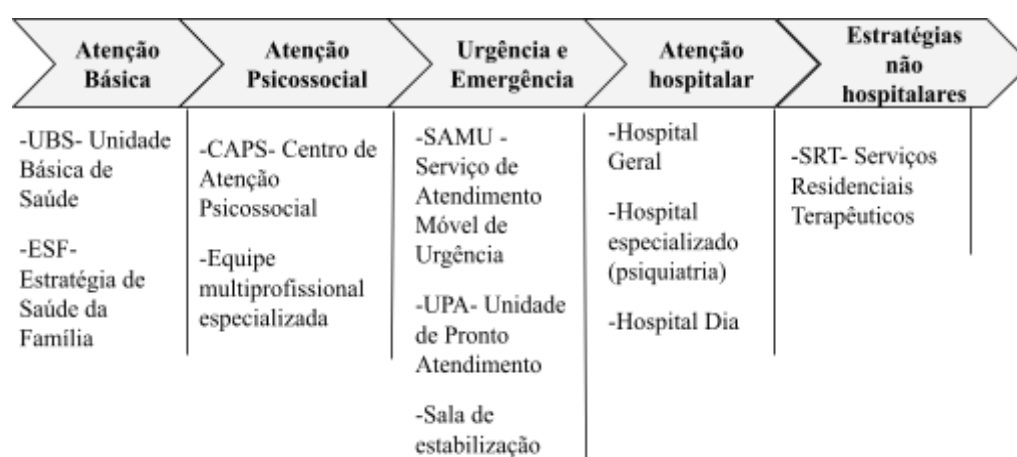 Atenção
Básica
Atenção
Psicossocial
Urgência e
Emergência
Atenção
hospitalar
Estratégias
não
hospitalares
-UBS- Unidade
Básica de
Saúde
-ESF-
Estratégia de
Saúde da
Família
-CAPS- Centro de
Atenção
Psicossocial
-Equipe
multiprofissional
especializada
-SAMU -
Serviço de
Atendimento
Móvel de
Urgência
-UPA- Unidade
de Pronto
Atendimento
-Sala de
estabilização
-Hospital
Geral
-Hospital
especializado
(psiquiatria)
-Hospital Dia
-SRT- Serviços
Residenciais
Terapêuticos